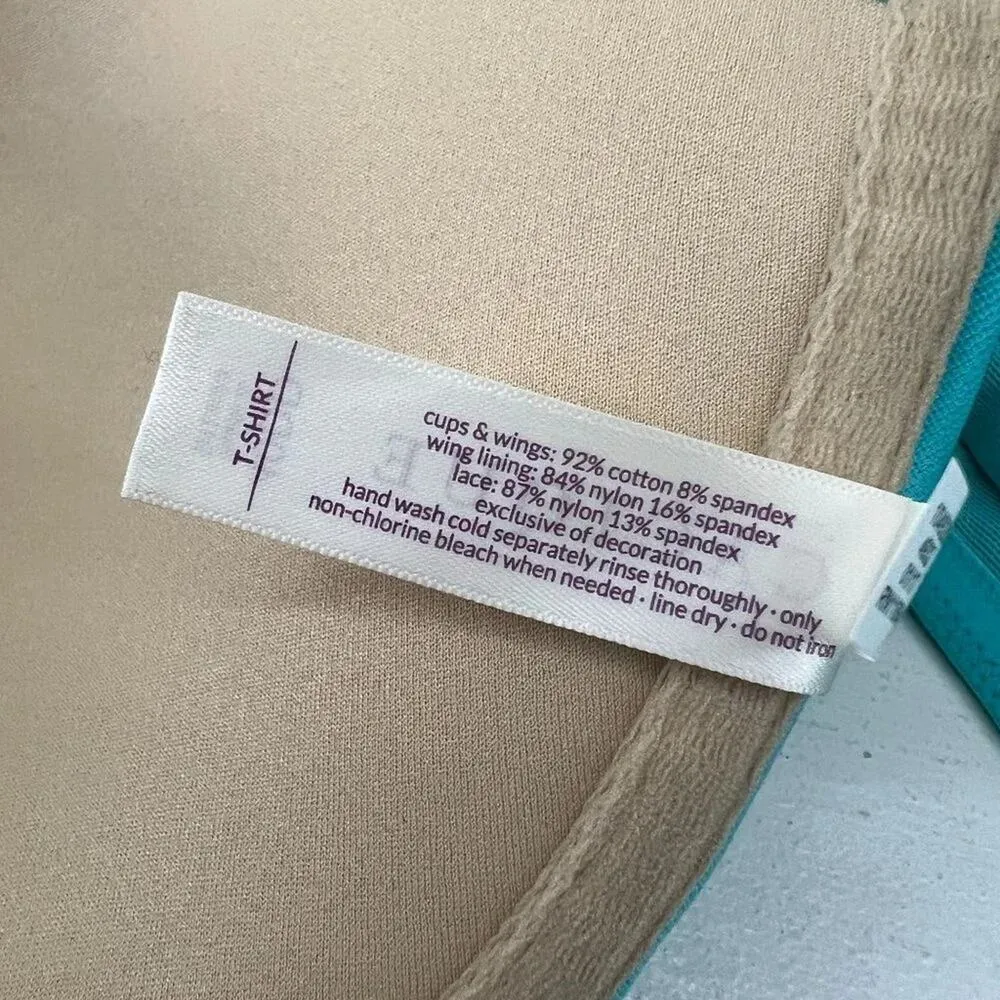 T-SHIRT
cups & wings: 92% cotton 8% spandex
wing lining: 84% nylon 16% spandex
lace: 87% nylon 13% spandex
exclusive of decoration
hand wash cold separately rinse thoroughly · only
non-chlorine bleach when needed · line dry · do not iron